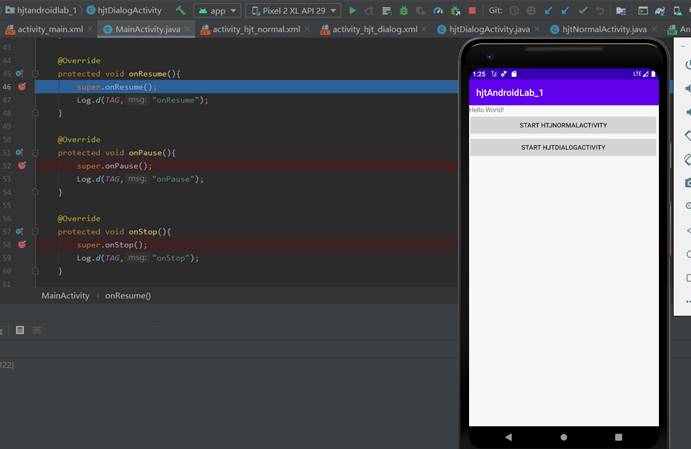 hjtandroidlab_1 hjtDialogActivity app Pixel 2 XL API 29 Git:
activity_main.xml MainActivity.java activity_hjt_normal.xml activity_hjt_dialog.xml hjtDialogActivity.java hjtNormalActivity.java An
43
44 @Override
45 protected void onResume(){
46 super.onResume();
47 Log.d(TAG, msg: "onResume");
48 }
49
50 @Override
51 protected void onPause(){
52 super.onPause();
53 Log.d(TAG, msg: "onPause");
54 }
55
56 @Override
57 protected void onStop(){
58 super.onStop();
59 Log.d(TAG, msg: "onStop");
60 }
61
MainActivity onResume()
322)
1:25 LTE
hjtAndroidLab_1
Hello World!
START HTJNORMALACTIVITY
START HJTDIALOGACTIVITY